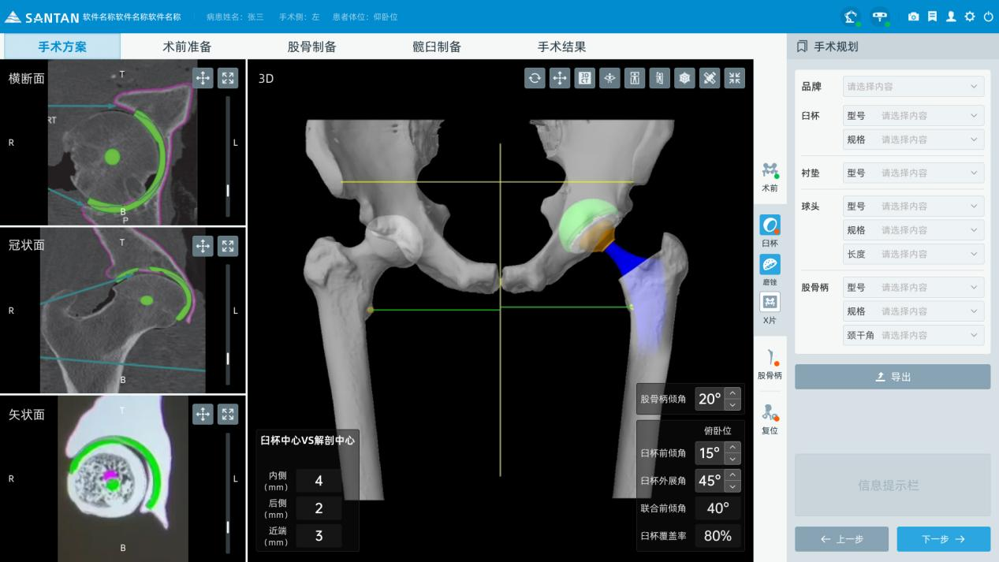 SANTAN 软件名称软件名称软件名称 病患姓名：张三 手术侧：左 患者体位：仰卧位
手术方案 术前准备 股骨制备 髋臼制备 手术结果
横断面
T
RT
R
L
B
P
冠状面
T
R
L
B
矢状面
T
R
L
B
3D
3D
CT
臼杯中心VS解剖中心
内侧
(mm)
4
后侧
(mm)
2
近端
(mm)
3
股骨柄倾角 20°
俯卧位
臼杯前倾角 15°
臼杯外展角 45°
联合前倾角 40°
臼杯覆盖率 80%
术前
臼杯
磨锉
X片
股骨柄
复位
手术规划
品牌 请选择内容
臼杯 型号 请选择内容
规格 请选择内容
衬垫 型号 请选择内容
球头 型号 请选择内容
规格 请选择内容
长度 请选择内容
股骨柄 型号 请选择内容
规格 请选择内容
颈干角 请选择内容
导出
信息提示栏
上一步 下一步